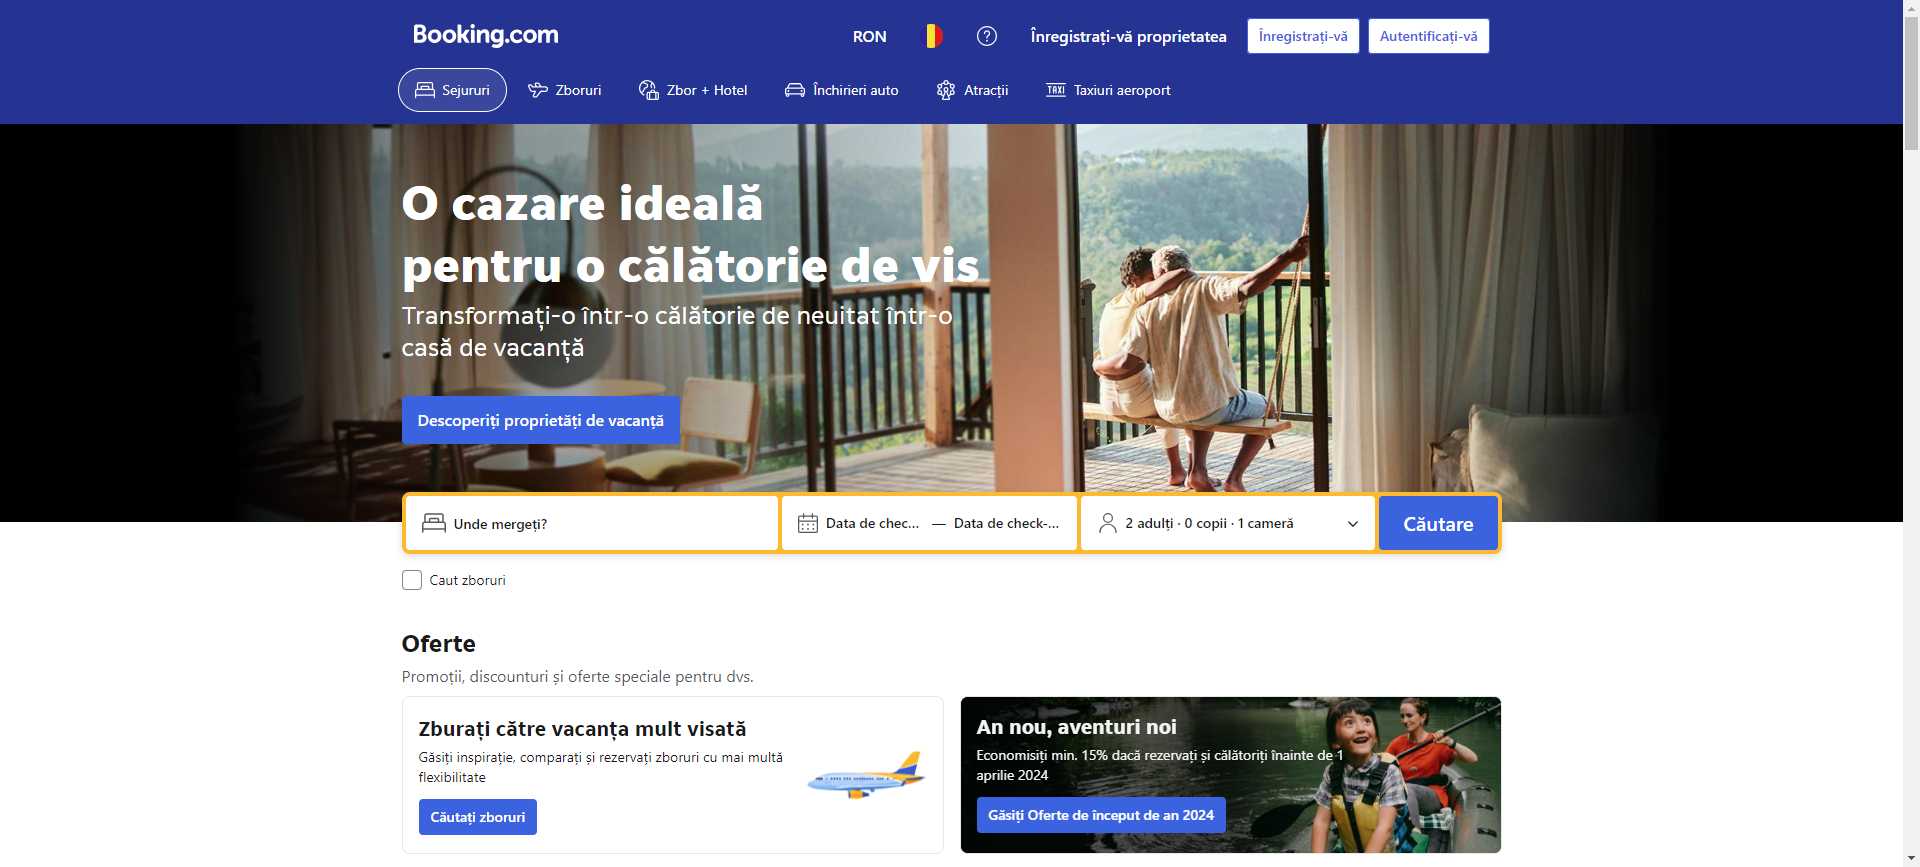 Booking.com
RON
Înregistrați-vă proprietatea
Înregistrați-vă
Autentificați-vă
Sejururi
Zboruri
Zbor + Hotel
Închirieri auto
Atracții
TAXI
Taxiuri aeroport
O cazare ideală
pentru o călătorie de vis
Transformați-o într-o călătorie de neuitat într-o
casă de vacanță
Descoperiți proprietăți de vacanță
Unde mergeți?
Data de chec... — Data de check-...
2 adulți · 0 copii · 1 cameră
Căutare
Caut zboruri
Oferte
Promoții, discounturi și oferte speciale pentru dvs.
Zburați către vacanța mult visată
Găsiți inspirație, comparați și rezervați zboruri cu mai multă
flexibilitate
Căutați zboruri
An nou, aventuri noi
Economisiți min. 15% dacă rezervați și călătoriți înainte de 1
aprilie 2024
Găsiți Oferte de început de an 2024